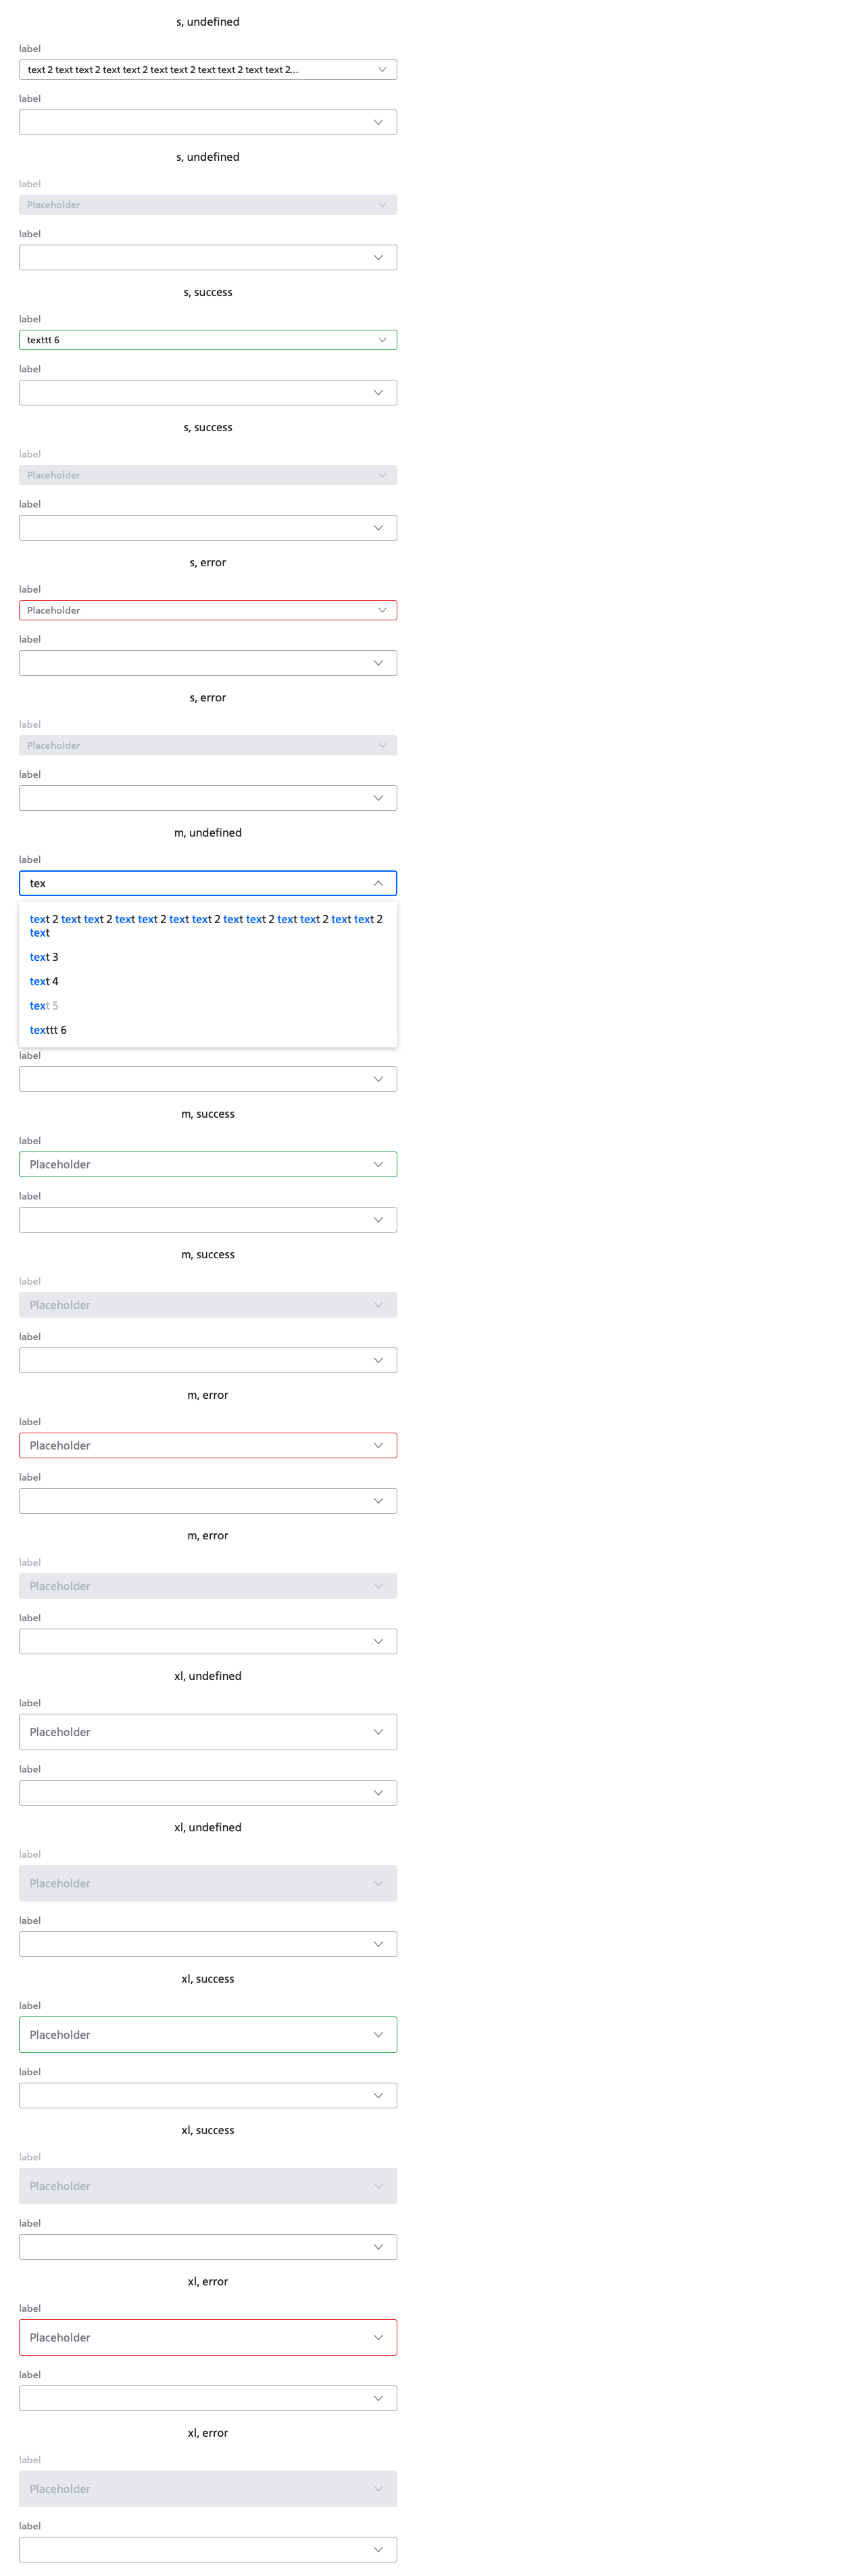 s, undefined
label
text 2 text text 2 text text 2 text text 2 text text 2 text text 2...
label
s, undefined
label
Placeholder
label
s, success
label
texttt 6
label
s, success
label
Placeholder
label
s, error
label
Placeholder
label
s, error
label
Placeholder
label
m, undefined
label
tex
text 2 text text 2 text text 2 text text 2 text text 2 text text 2 text text 2
text
text 3
text 4
text 5
texttt 6
label
m, success
label
Placeholder
label
m, success
label
Placeholder
label
m, error
label
Placeholder
label
m, error
label
Placeholder
label
xl, undefined
label
Placeholder
label
xl, undefined
label
Placeholder
label
xl, success
label
Placeholder
label
xl, success
label
Placeholder
label
xl, error
label
Placeholder
label
xl, error
label
Placeholder
label